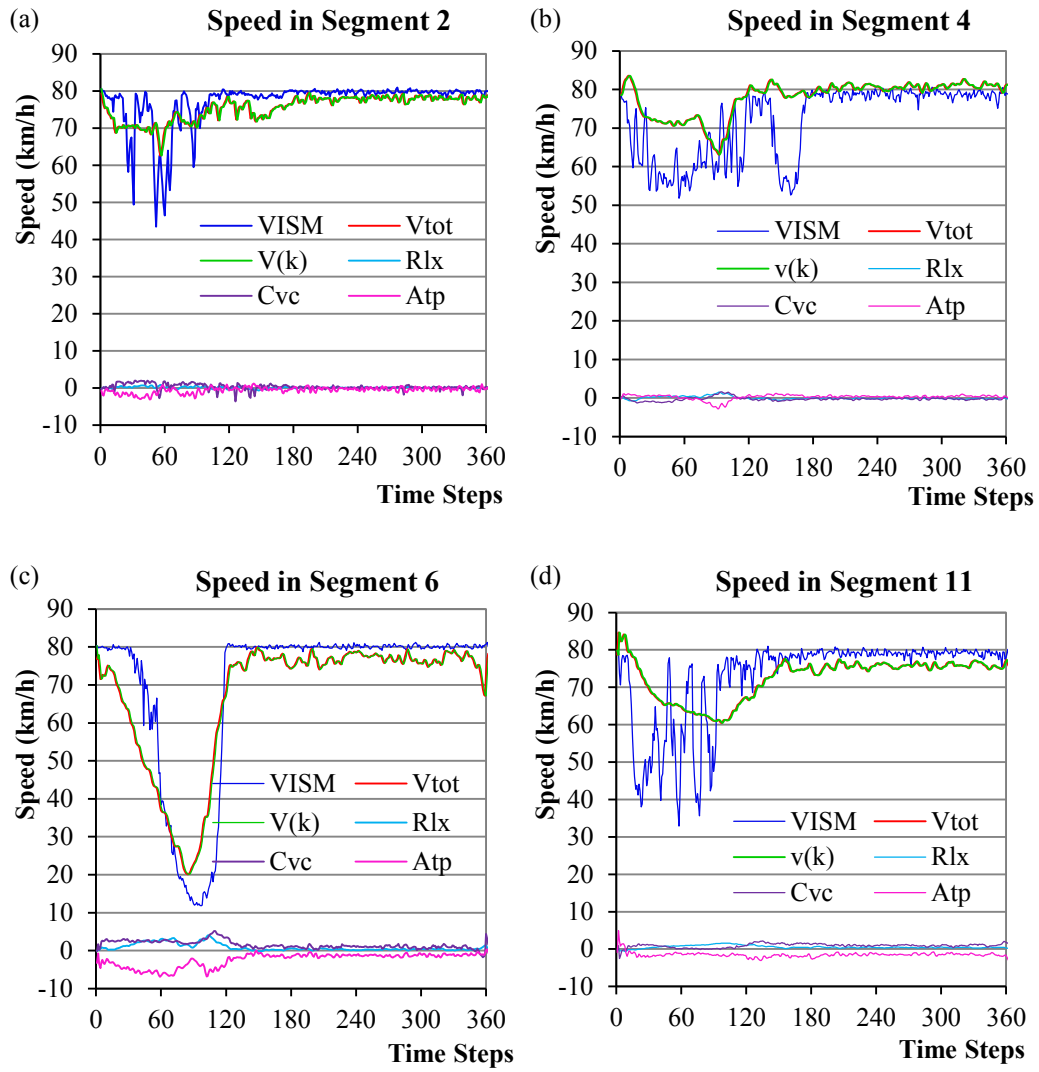 (a) Speed in Segment 2
90
80
70
60
50
40
30
20
10
0
-10
Speed (km/h)
VISM Vtot
V(k) Rlx
Cvc Atp
0 60 120 180 240 300 360
Time Steps
(b) Speed in Segment 4
90
80
70
60
50
40
30
20
10
0
-10
Speed (km/h)
VISM Vtot
v(k) Rlx
Cvc Atp
0 60 120 180 240 300 360
Time Steps
(c) Speed in Segment 6
90
80
70
60
50
40
30
20
10
0
-10
Speed (km/h)
VISM Vtot
V(k) Rlx
Cvc Atp
0 60 120 180 240 300 360
Time Steps
(d) Speed in Segment 11
90
80
70
60
50
40
30
20
10
0
-10
Speed (km/h)
VISM Vtot
v(k) Rlx
Cvc Atp
0 60 120 180 240 300 360
Time Steps